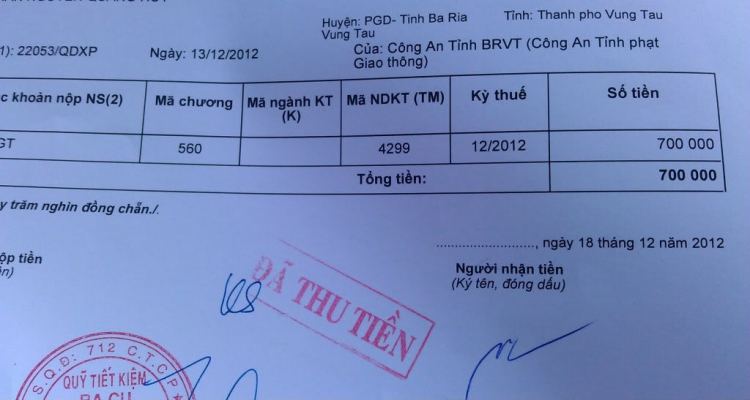 Huyện: PGD- Tinh Ba Ria Tỉnh: Thanh pho Vung Tau
Vung Tau
1): 22053/QDXP Ngày: 13/12/2012 Của: Công An Tỉnh BRVT (Công An Tỉnh phạt
Giao thông)
khoản nộp NS(2) Mã chương Mã ngành KT Mã NDKT (TM) Kỳ thuế Số tiền
(K)
GT 560 4299 12/2012 700 000
Tổng tiền: 700 000
trăm nghìn đồng chẵn./.
........................, ngày 18 tháng 12 năm 2012
tiền Người nhận tiền
(Ký tên, đóng dấu)
ĐÃ THU TIỀN
S.Q.Đ: 712 C.T.C.P
QUỸ TIẾT KIỆM
BA CU